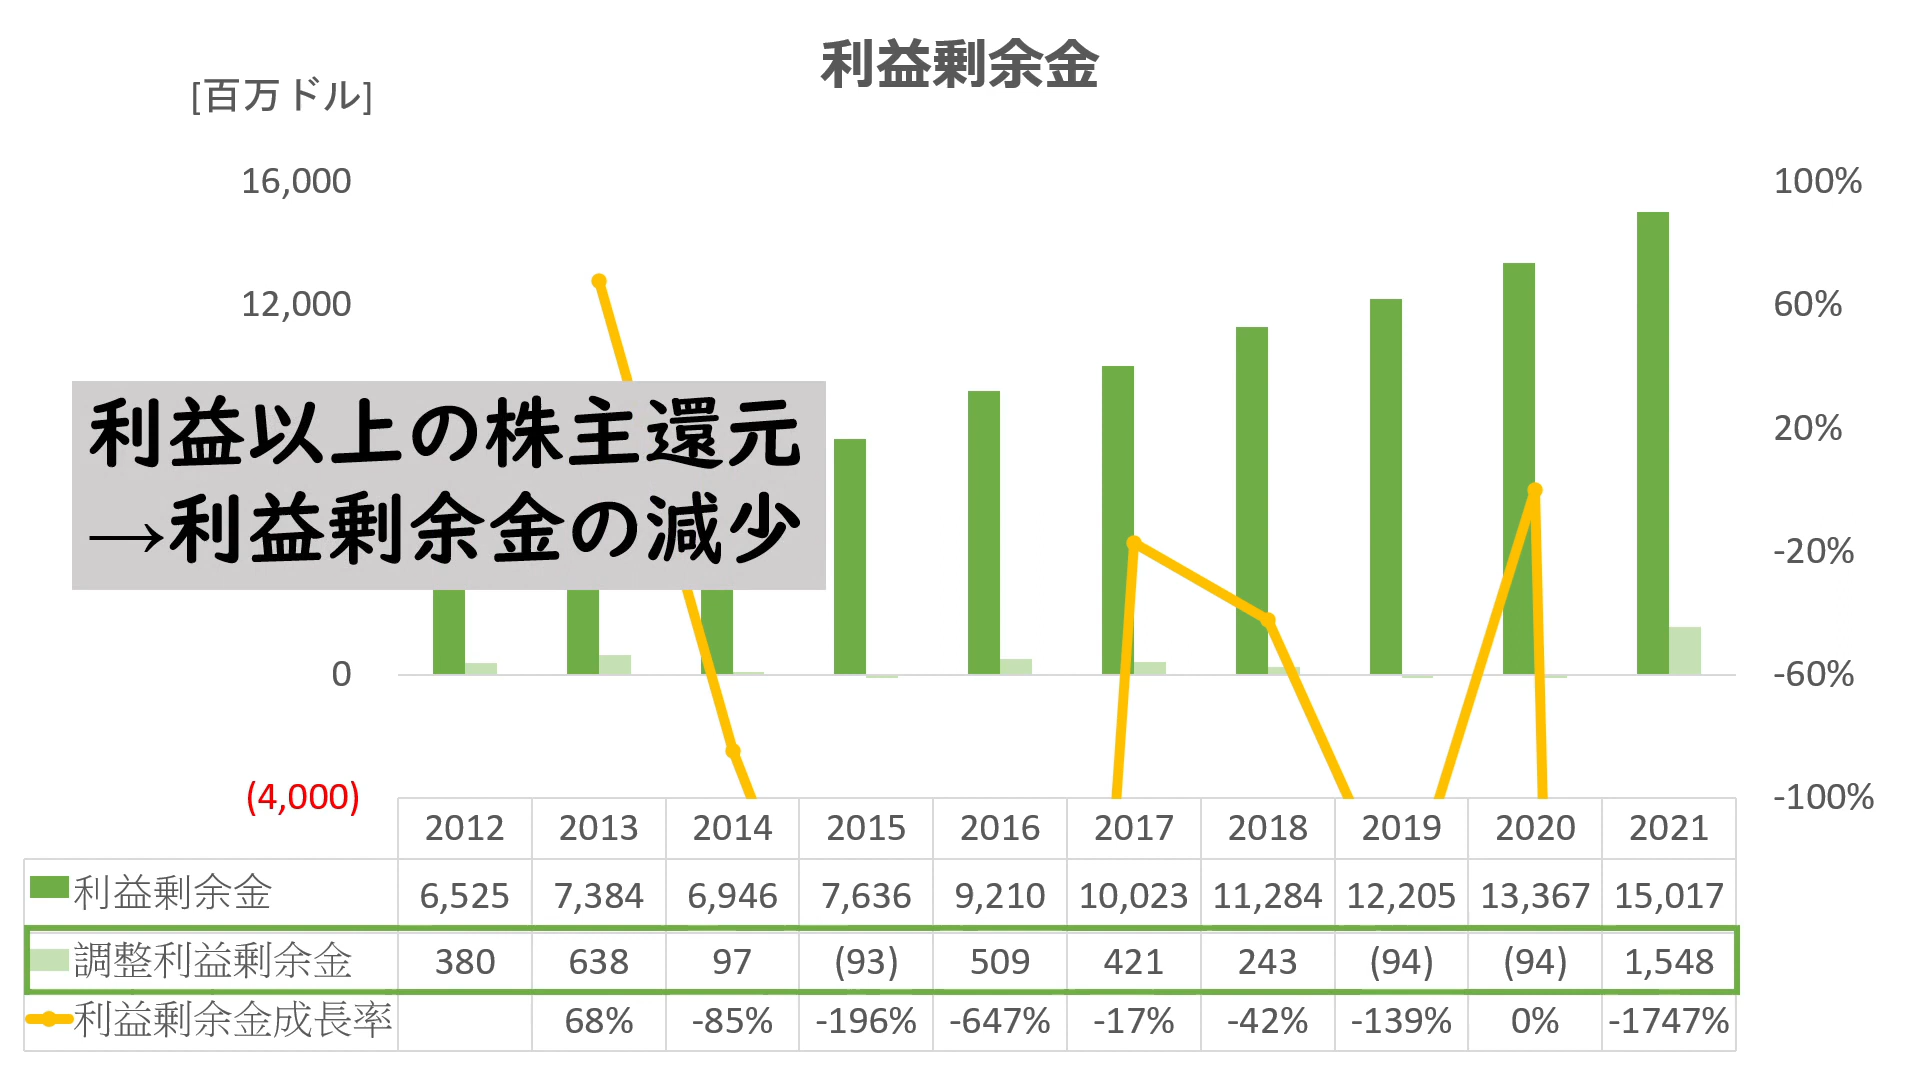 利益剰余金
[百万ドル]
16,000
100%
12,000
60%
利益以上の株主還元
20%
→利益剰余金の減少
-20%
0
-60%
(4,000)
-100%
2012 2013 2014 2015 2016 2017 2018 2019 2020 2021
利益剰余金 6,525 7,384 6,946 7,636 9,210 10,023 11,284 12,205 13,367 15,017
調整利益剰余金 380 638 97 (93) 509 421 243 (94) (94) 1,548
利益剰余金成長率 68% -85% -196% -647% -17% -42% -139% 0% -1747%